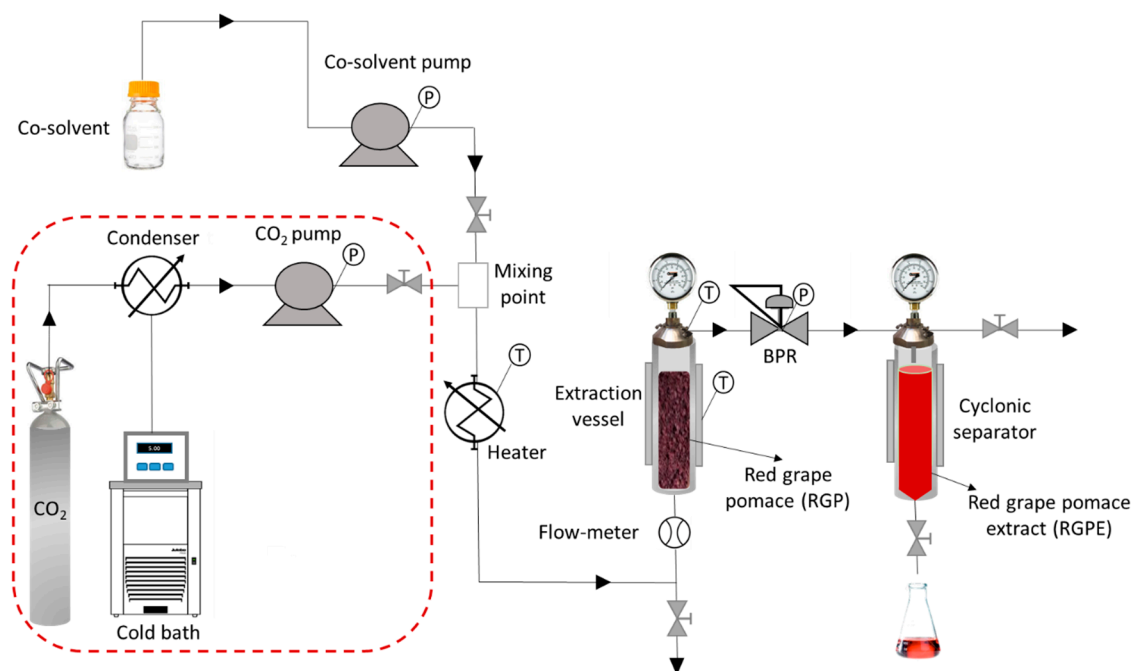 Co-solvent pump
P
Co-solvent
Condenser
CO₂ pump
P
Mixing
point
T
P
BPR
T
Extraction
vessel
T
Heater
Cyclonic
separator
5.00
CO₂
Red grape
pomace (RGP)
Red grape pomace
extract (RGPE)
Flow-meter
Cold bath